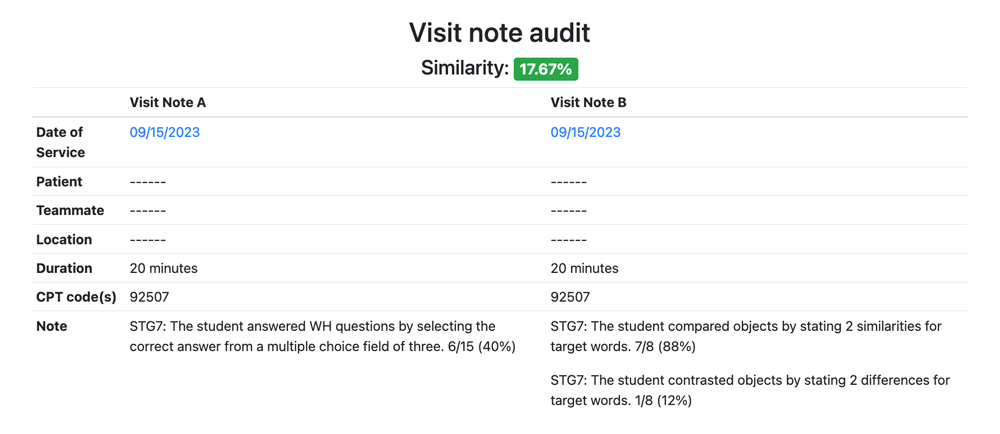 Visit note audit
Similarity: 17.67%
Visit Note A Visit Note B
Date of Service 09/15/2023 09/15/2023
Patient ------ ------
Teammate ------ ------
Location ------ ------
Duration 20 minutes 20 minutes
CPT code(s) 92507 92507
Note
STG7: The student answered WH questions by selecting the
correct answer from a multiple choice field of three. 6/15 (40%)
STG7: The student compared objects by stating 2 similarities for
target words. 7/8 (88%)
STG7: The student contrasted objects by stating 2 differences for
target words. 1/8 (12%)